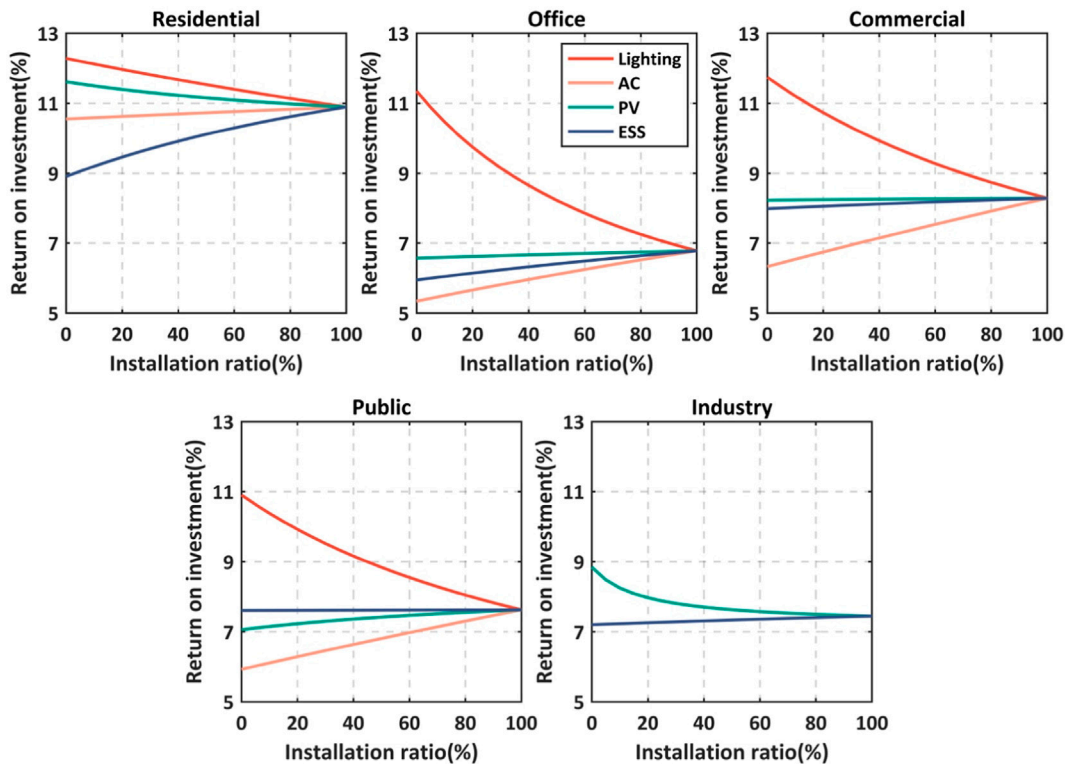 Residential
Return on investment(%)
13
11
9
7
5
0 20 40 60 80 100
Installation ratio(%)
Office
Return on investment(%)
13
11
9
7
5
0 20 40 60 80 100
Installation ratio(%)
Lighting
AC
PV
ESS
Commercial
Return on investment(%)
13
11
9
7
5
0 20 40 60 80 100
Installation ratio(%)
Public
Return on investment(%)
13
11
9
7
5
0 20 40 60 80 100
Installation ratio(%)
Industry
Return on investment(%)
13
11
9
7
5
0 20 40 60 80 100
Installation ratio(%)